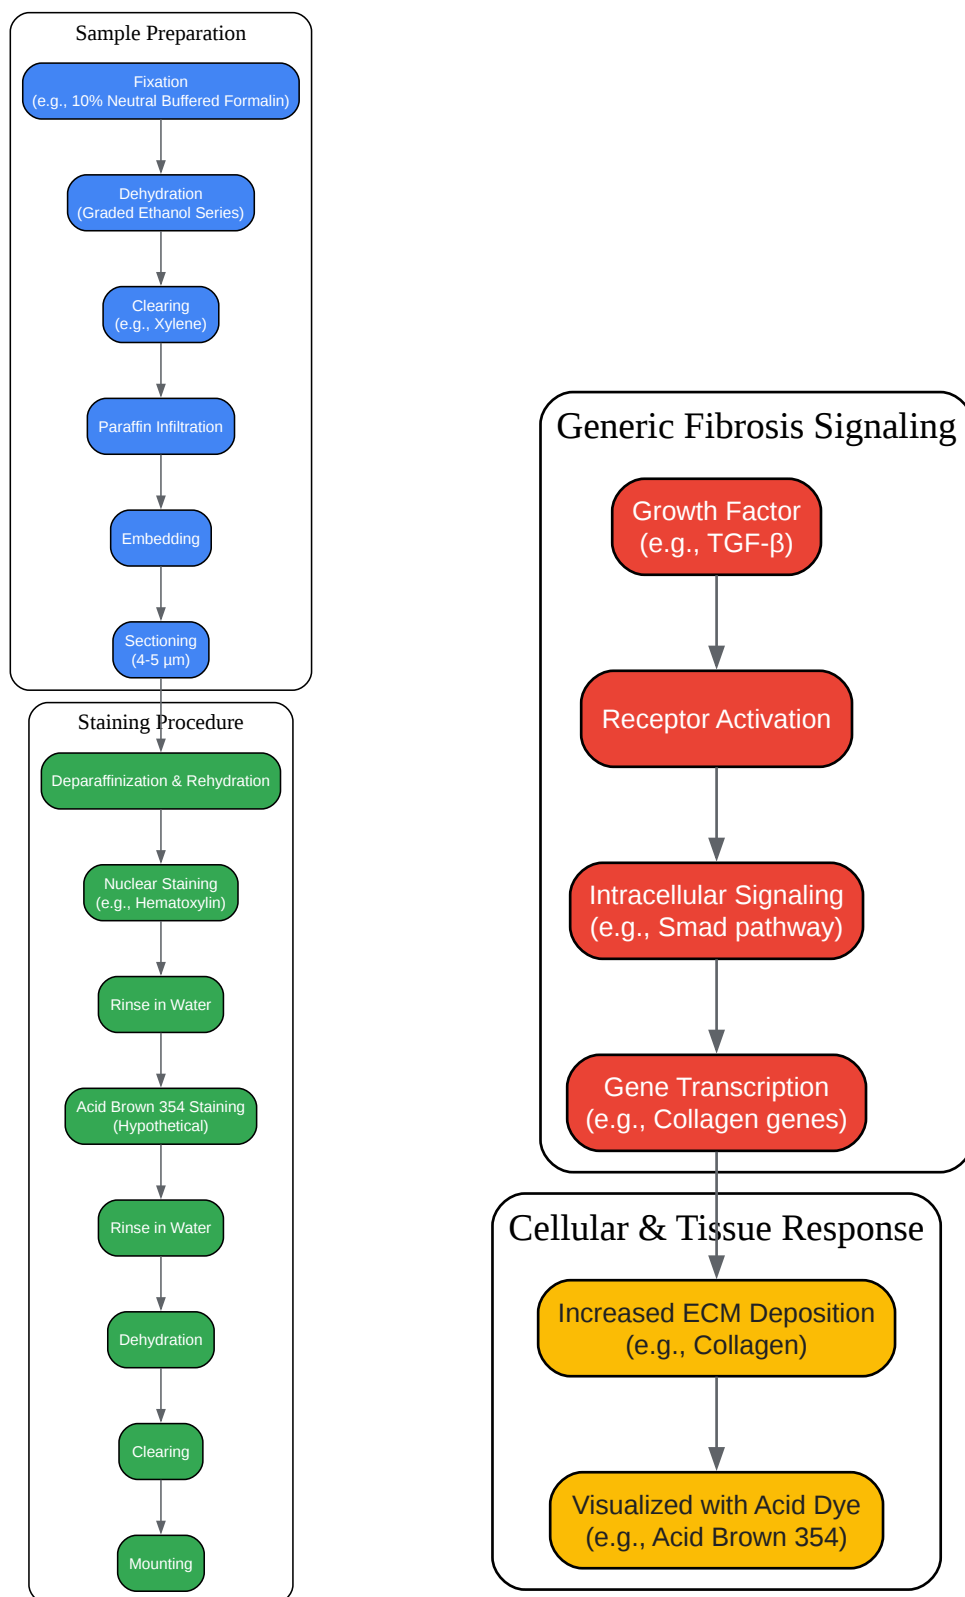 Sample Preparation
Fixation
(e.g., 10% Neutral Buffered Formalin)
Dehydration
(Graded Ethanol Series)
Clearing
(e.g., Xylene)
Paraffin Infiltration
Embedding
Sectioning
(4-5 µm)
Staining Procedure
Deparaffinization & Rehydration
Nuclear Staining
(e.g., Hematoxylin)
Rinse in Water
Acid Brown 354 Staining
(Hypothetical)
Rinse in Water
Dehydration
Clearing
Mounting
Generic Fibrosis Signaling
Growth Factor
(e.g., TGF-β)
Receptor Activation
Intracellular Signaling
(e.g., Smad pathway)
Gene Transcription
(e.g., Collagen genes)
Cellular & Tissue Response
Increased ECM Deposition
(e.g., Collagen)
Visualized with Acid Dye
(e.g., Acid Brown 354)